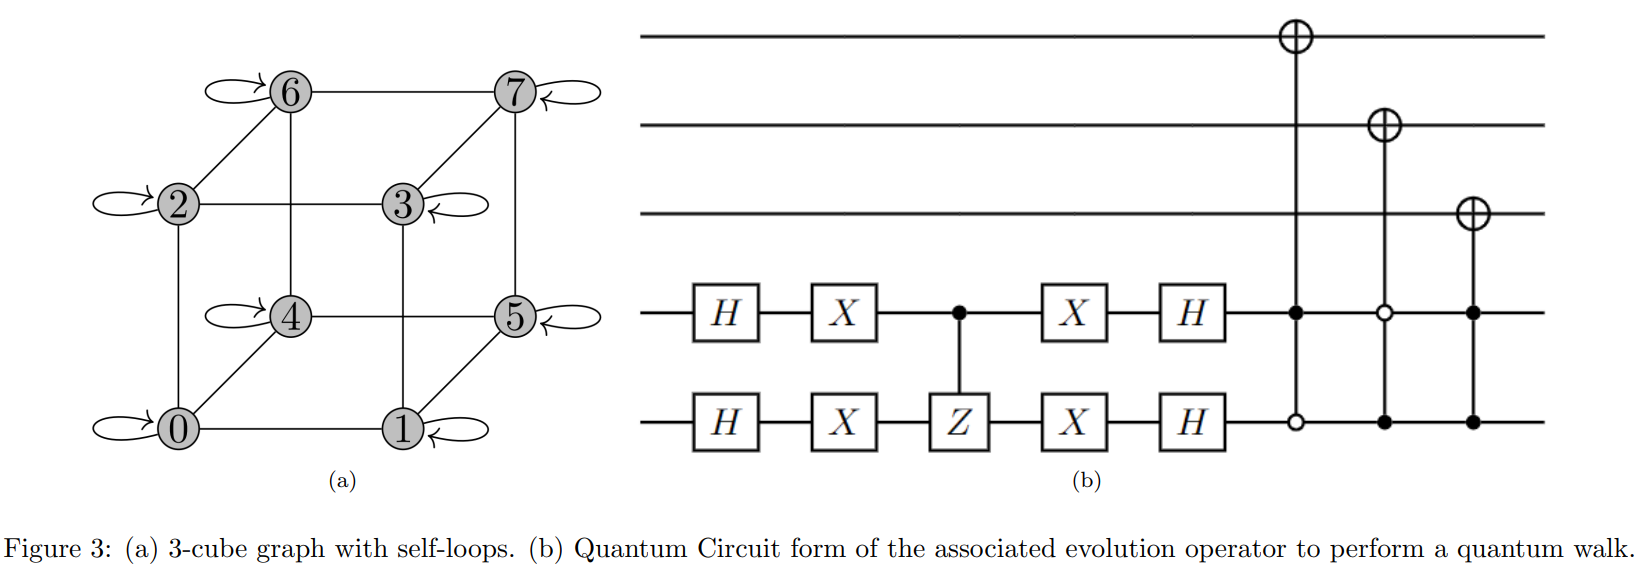 6 7
2 3
4 5
0 1
(a)
H X X H
H X Z X H
(b)
Figure 3: (a) 3-cube graph with self-loops. (b) Quantum Circuit form of the associated evolution operator to perform a quantum walk.